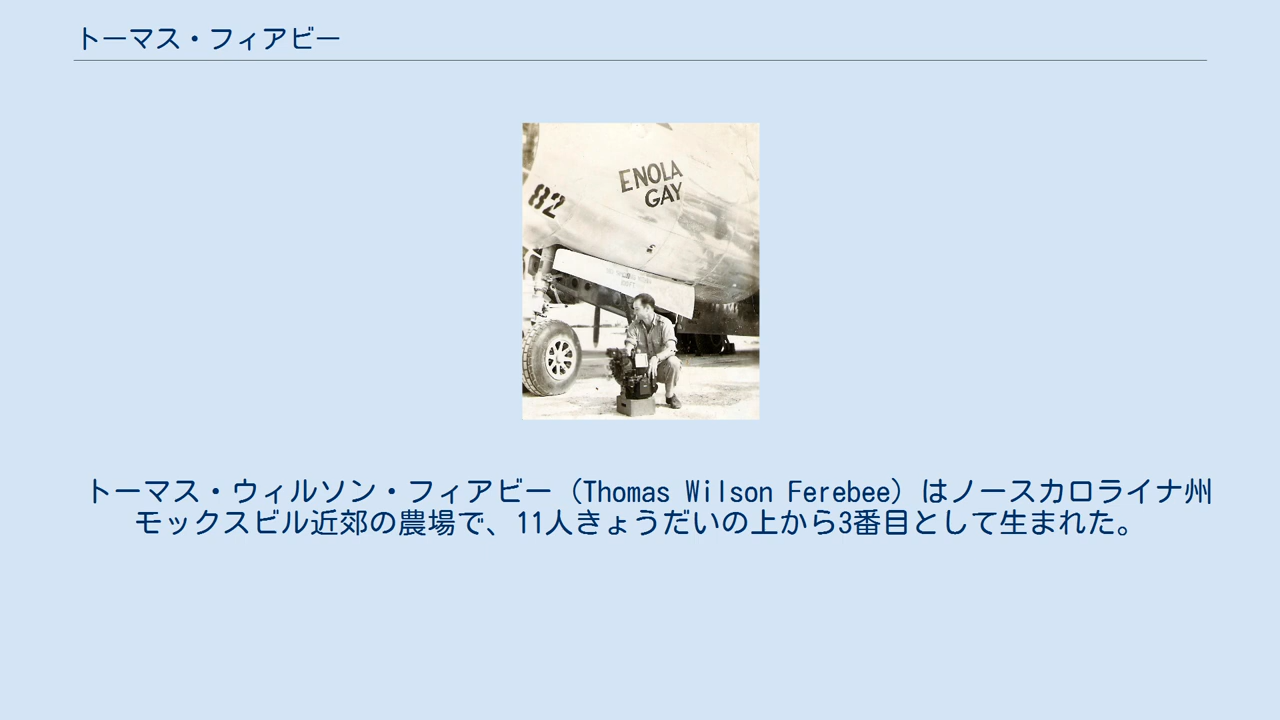 トーマス・フィアビー
ENOLA
GAY
82
トーマス・ウィルソン・フィアビー（Thomas Wilson Ferebee）はノースカロライナ州
モックスビル近郊の農場で、11人きょうだいの上から3番目として生まれた。